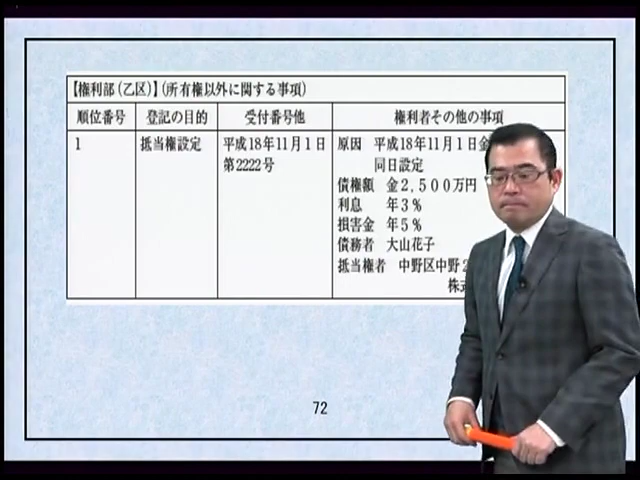 【権利部(乙区)】(所有権以外に関する事項)
順位番号 登記の目的 受付番号他 権利者その他の事項
1 抵当権設定 平成18年11月1日 原因 平成18年11月1日金
第2222号 同日設定
債権額 金2,500万円
利息 年3%
損害金 年5%
債務者 大山花子
抵当権者 中野区中野2
株式
72